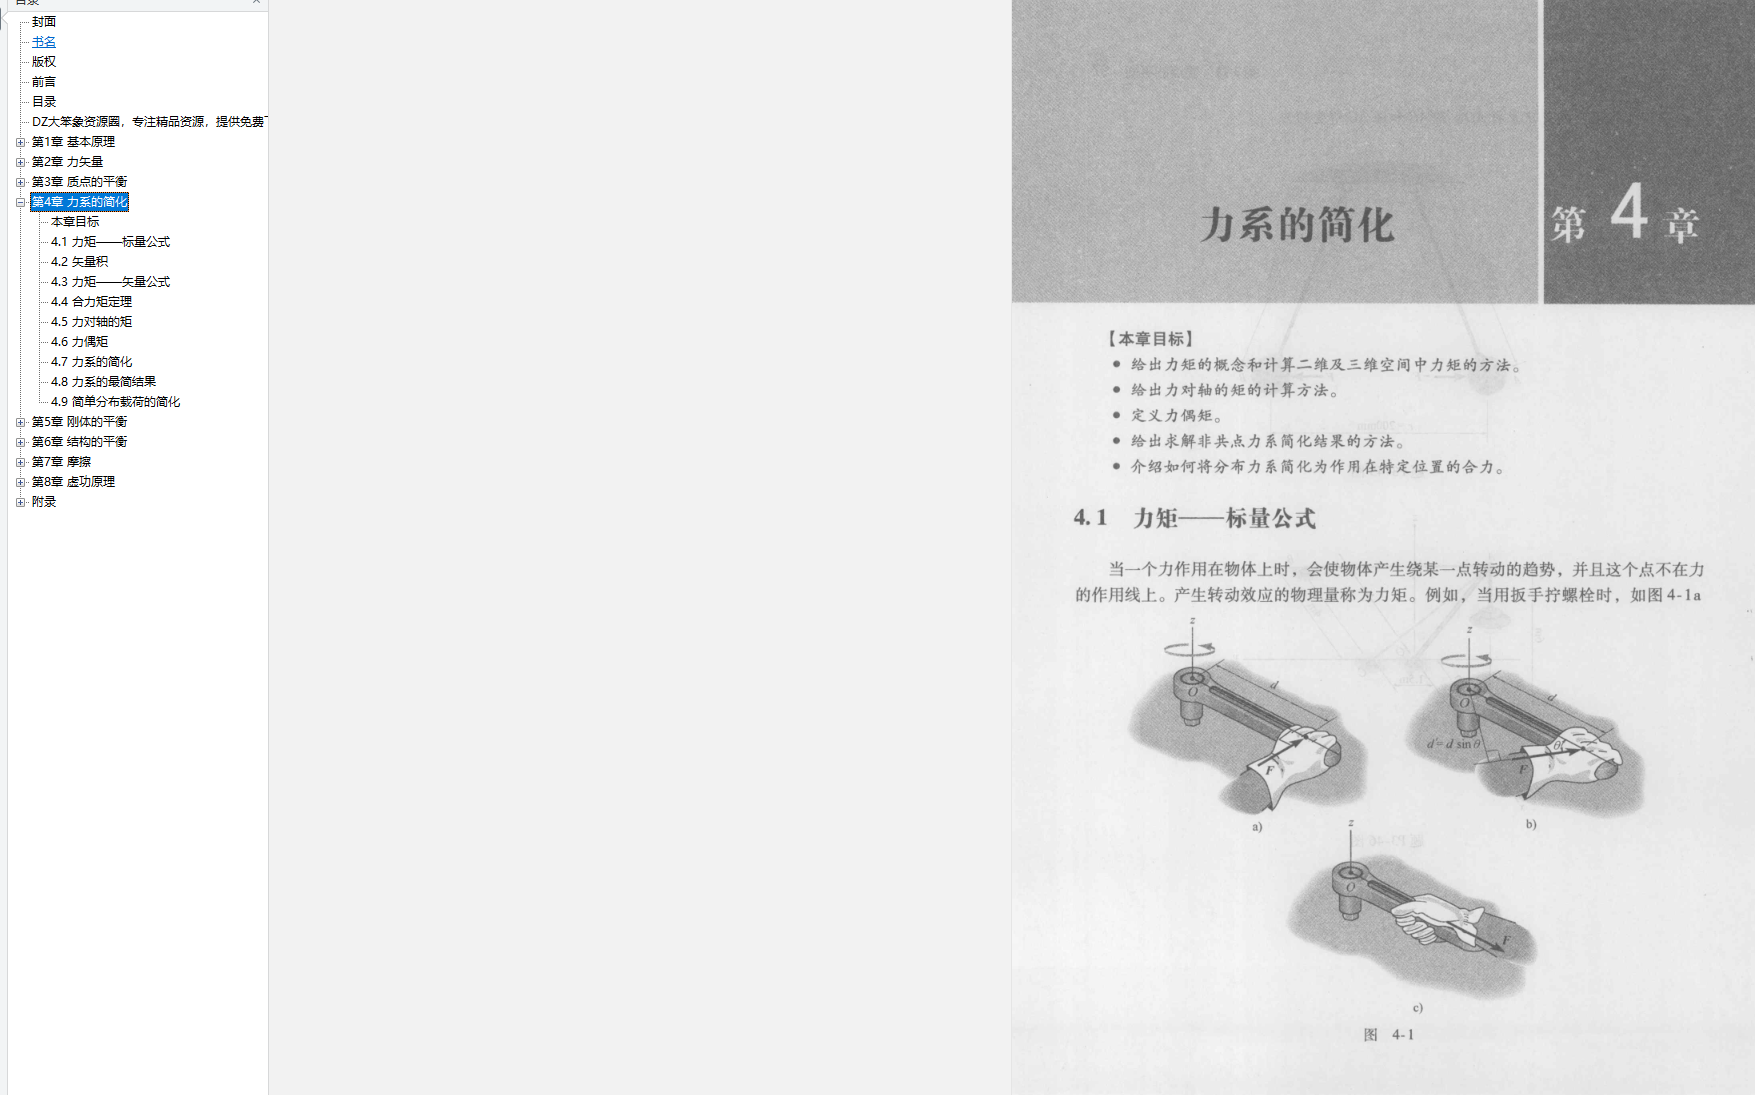 目录
封面
书名
版权
前言
目录
DZ大笨象资源圈，专注精品资源，提供免费
第1章 基本原理
第2章 力矢量
第3章 质点的平衡
第4章 力系的简化
本章目标
4.1 力矩——标量公式
4.2 矢量积
4.3 力矩——矢量公式
4.4 合力矩定理
4.5 力对轴的矩
4.6 力偶矩
4.7 力系的简化
4.8 力系的最简结果
4.9 简单分布载荷的简化
第5章 刚体的平衡
第6章 结构的平衡
第7章 摩擦
第8章 虚功原理
附录
力系的简化
第 4 章
【本章目标】
● 给出力矩的概念和计算二维及三维空间中力矩的方法。
● 给出力对轴的矩的计算方法。
● 定义力偶矩。
● 给出求解非共点力系简化结果的方法。
● 介绍如何将分布力系简化为作用在特定位置的合力。
4.1 力矩——标量公式
当一个力作用在物体上时，会使物体产生绕某一点转动的趋势，并且这个点不在力
的作用线上。产生转动效应的物理量称为力矩。例如，当用扳手拧螺栓时，如图 4-1a
z
O
d
F
a)
z
O
d
d'= d sin θ
θ
F
b)
z
O
F
c)
图 4-1